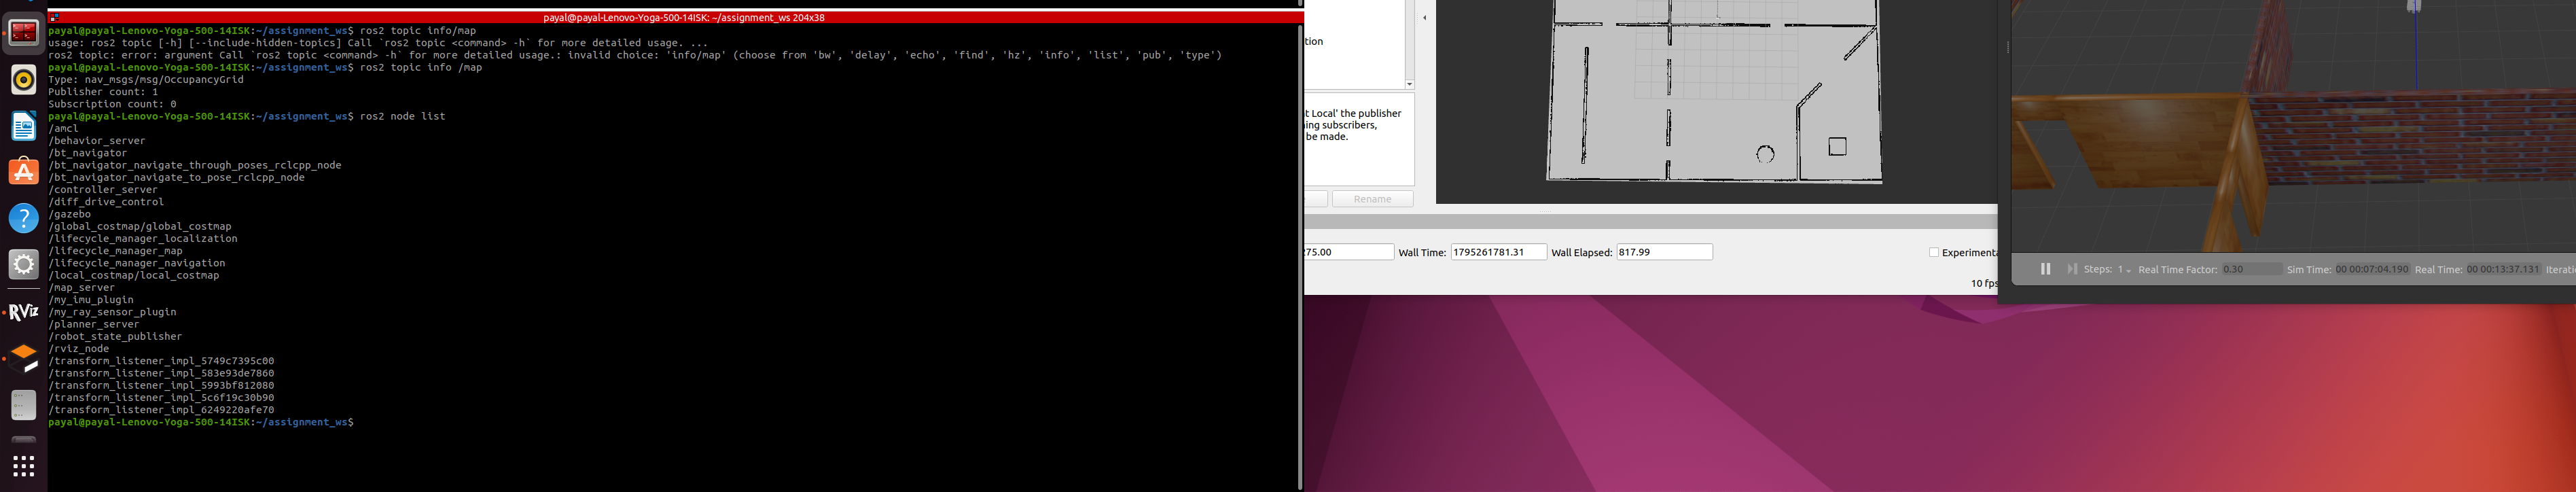 payal@payal-Lenovo-Yoga-500-14ISK: ~/assignment_ws 204x38
payal@payal-Lenovo-Yoga-500-14ISK:~/assignment_ws$ ros2 topic info/map
usage: ros2 topic [-h] [--include-hidden-topics] Call `ros2 topic <command> -h` for more detailed usage. ...
ros2 topic: error: argument Call `ros2 topic <command> -h` for more detailed usage.: invalid choice: 'info/map' (choose from 'bw', 'delay', 'echo', 'find', 'hz', 'info', 'list', 'pub', 'type')
payal@payal-Lenovo-Yoga-500-14ISK:~/assignment_ws$ ros2 topic info /map
Type: nav_msgs/msg/OccupancyGrid
Publisher count: 1
Subscription count: 0
payal@payal-Lenovo-Yoga-500-14ISK:~/assignment_ws$ ros2 node list
/amcl
/behavior_server
/bt_navigator
/bt_navigator_navigate_through_poses_rclcpp_node
/bt_navigator_navigate_to_pose_rclcpp_node
/controller_server
/diff_drive_control
/gazebo
/global_costmap/global_costmap
/lifecycle_manager_localization
/lifecycle_manager_map
/lifecycle_manager_navigation
/local_costmap/local_costmap
/map_server
/my_imu_plugin
/my_ray_sensor_plugin
/planner_server
/robot_state_publisher
/rviz_node
/transform_listener_impl_5749c7395c00
/transform_listener_impl_583e93de7860
/transform_listener_impl_5993bf812080
/transform_listener_impl_5c6f19c30b90
/transform_listener_impl_6249220afe70
payal@payal-Lenovo-Yoga-500-14ISK:~/assignment_ws$
RViz
tion
t Local' the publisher
ing subscribers,
be made.
Rename
275.00 Wall Time: 1795261781.31 Wall Elapsed: 817.99 Experimenta
10 fps
Steps: 1 Real Time Factor: 0.30 Sim Time: 00 00:07:04.190 Real Time: 00 00:13:37.131 Iteratio